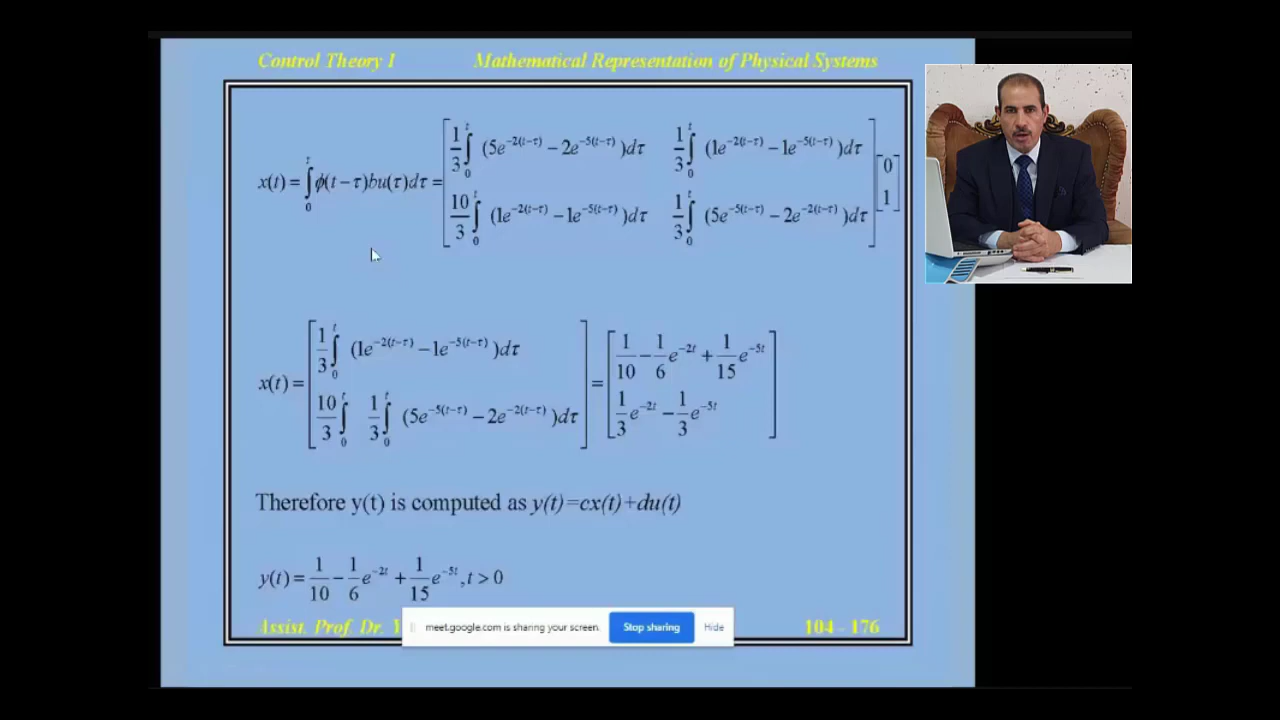 Control Theory I Mathematical Representation of Physical Systems
x(t) = ∫₀ᵗ ϕ(t−τ)bu(τ)dτ = [ 1/3 ∫₀ᵗ (5e^{−2(t−τ)} − 2e^{−5(t−τ)})dτ 1/3 ∫₀ᵗ (1e^{−2(t−τ)} − 1e^{−5(t−τ)})dτ ; 10/3 ∫₀ᵗ (1e^{−2(t−τ)} − 1e^{−5(t−τ)})dτ 1/3 ∫₀ᵗ (5e^{−5(t−τ)} − 2e^{−2(t−τ)})dτ ] [ 0 ; 1 ]
x(t) = [ 1/3 ∫₀ᵗ (1e^{−2(t−τ)} − 1e^{−5(t−τ)})dτ ; 10/3 ∫₀ᵗ 1/3 ∫₀ᵗ (5e^{−5(t−τ)} − 2e^{−2(t−τ)})dτ ] = [ 1/10 − 1/6 e^{−2t} + 1/15 e^{−5t} ; 1/3 e^{−2t} − 1/3 e^{−5t} ]
Therefore y(t) is computed as y(t)=cx(t)+du(t)
y(t) = 1/10 − 1/6 e^{−2t} + 1/15 e^{−5t}, t > 0
Assist. Prof. Dr. 104 - 176
meet.google.com is sharing your screen. Stop sharing Hide